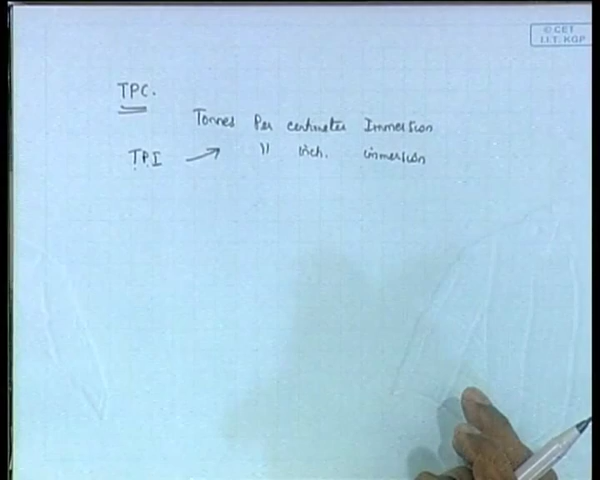 © CET
I.I.T. KGP
TPC.
Tonnes Per centimeter Immersion
TPI → " inch. immersion